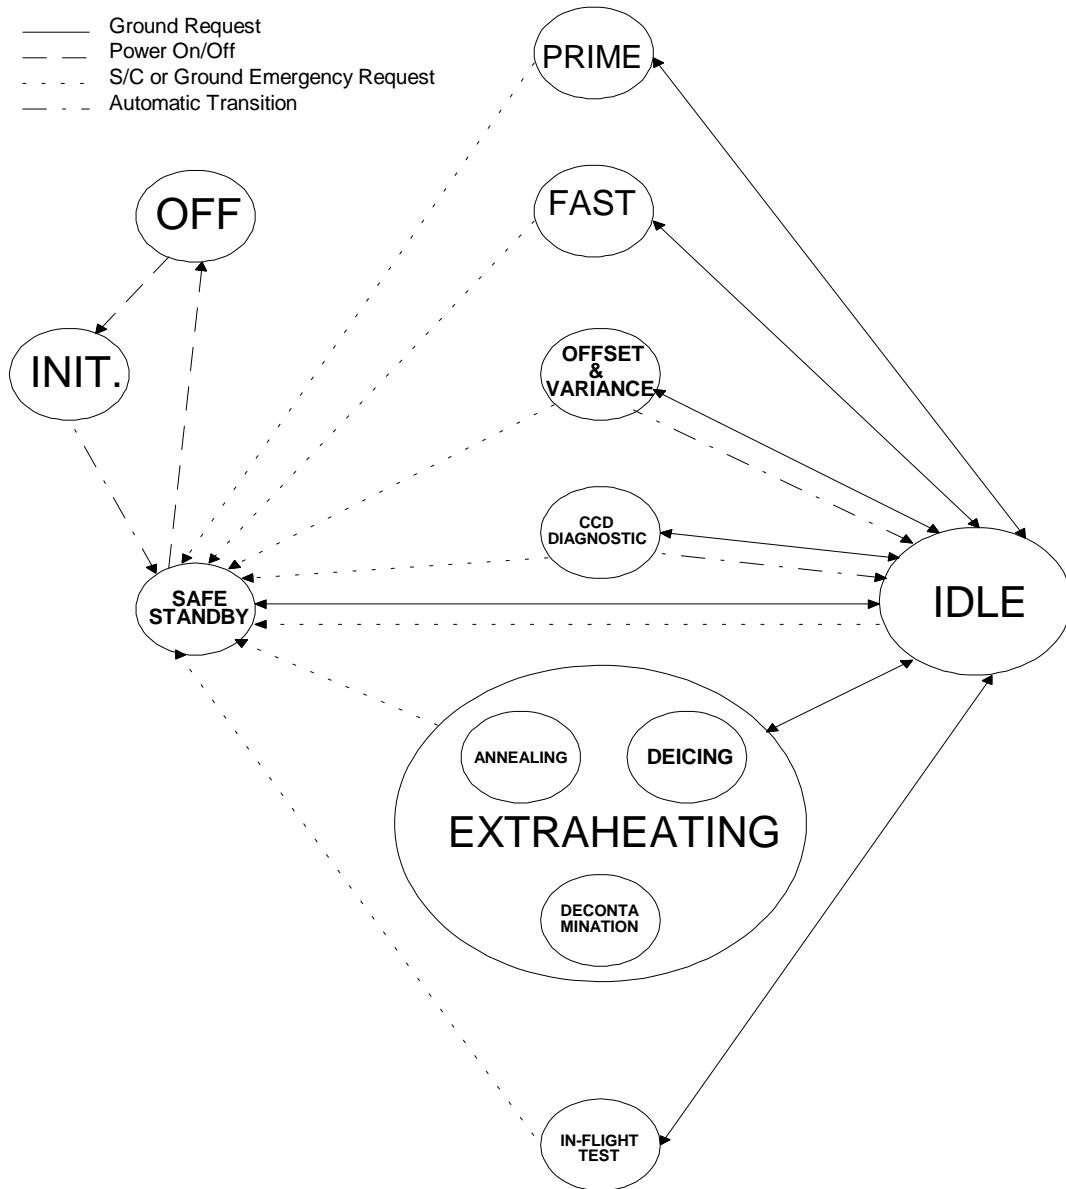 Ground Request
Power On/Off
S/C or Ground Emergency Request
Automatic Transition
PRIME
OFF
FAST
INIT.
OFFSET
&
VARIANCE
CCD
DIAGNOSTIC
SAFE
STANDBY
IDLE
ANNEALING
DEICING
EXTRAHEATING
DECONTA
MINATION
IN-FLIGHT
TEST